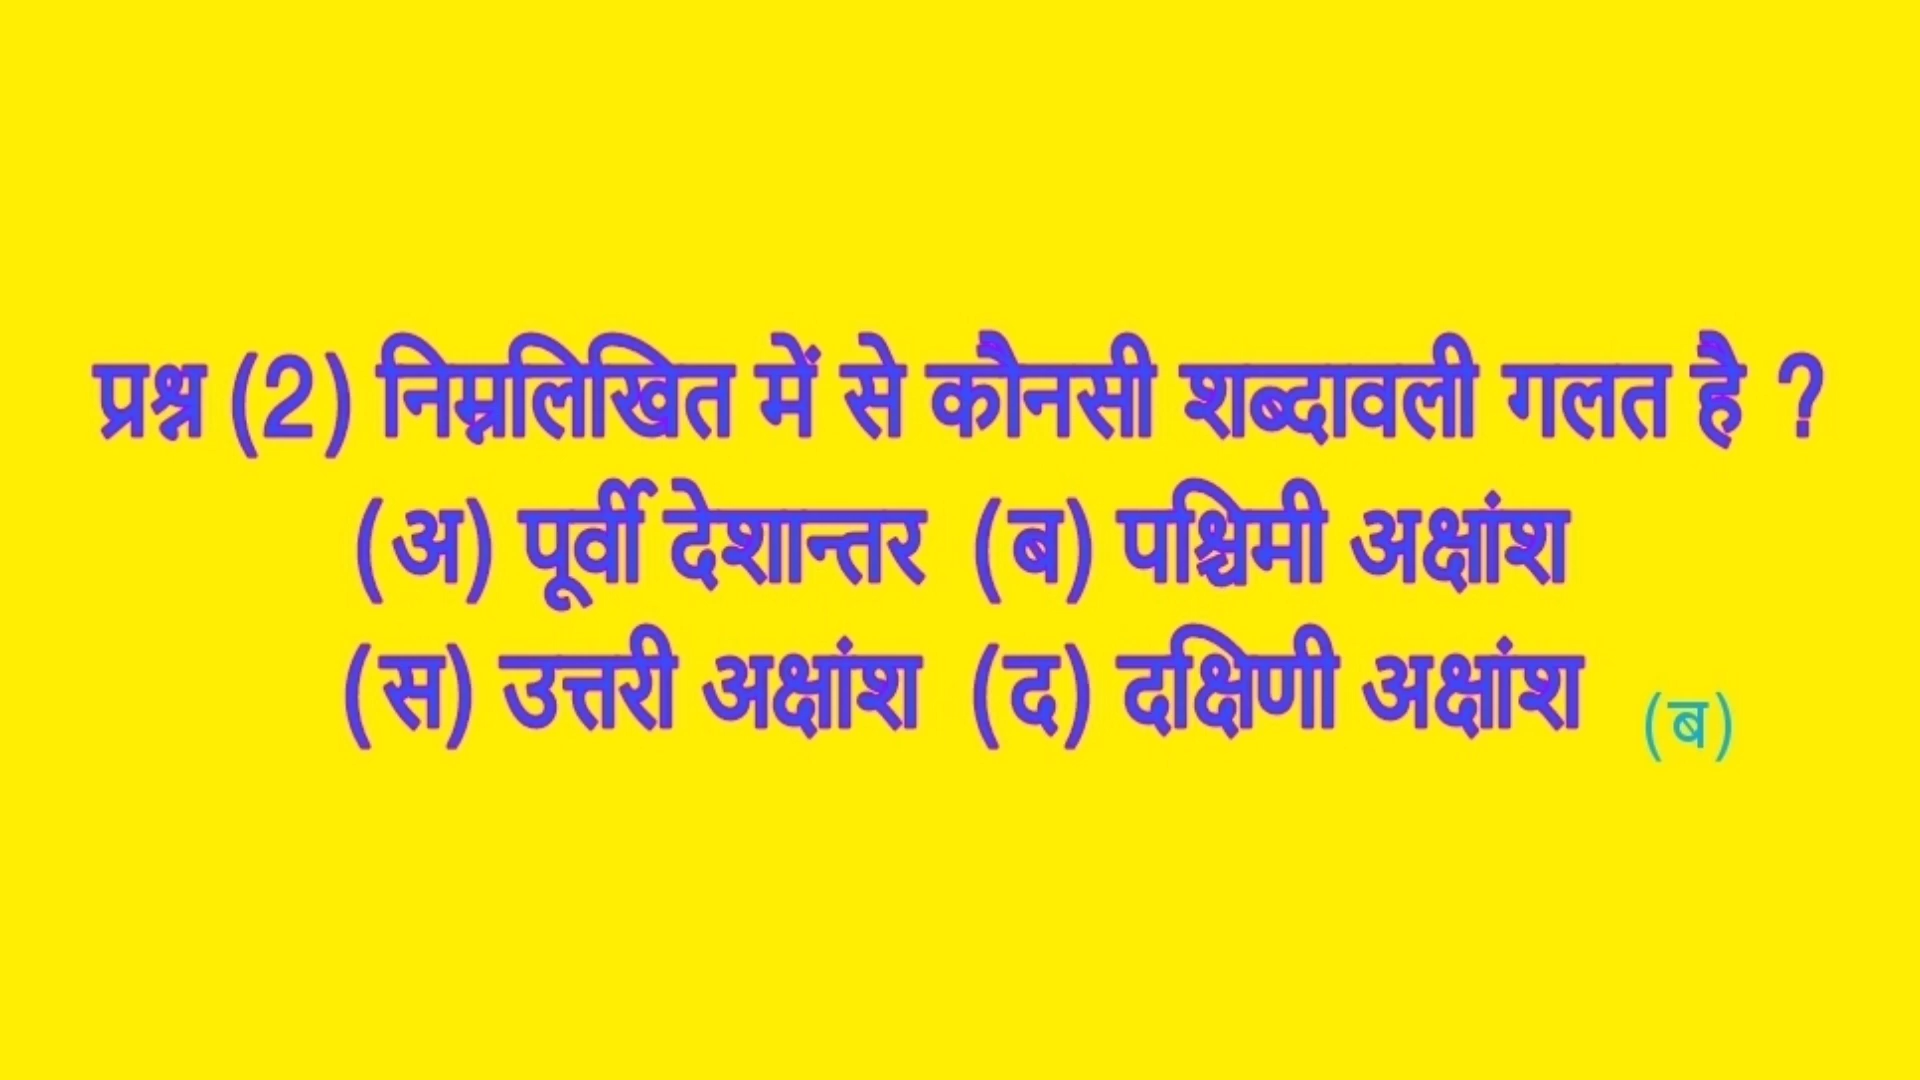 प्रश्न (2) निम्नलिखित में से कौनसी शब्दावली गलत है ?
(अ) पूर्वी देशान्तर (ब) पश्चिमी अक्षांश
(स) उत्तरी अक्षांश (द) दक्षिणी अक्षांश (ब)